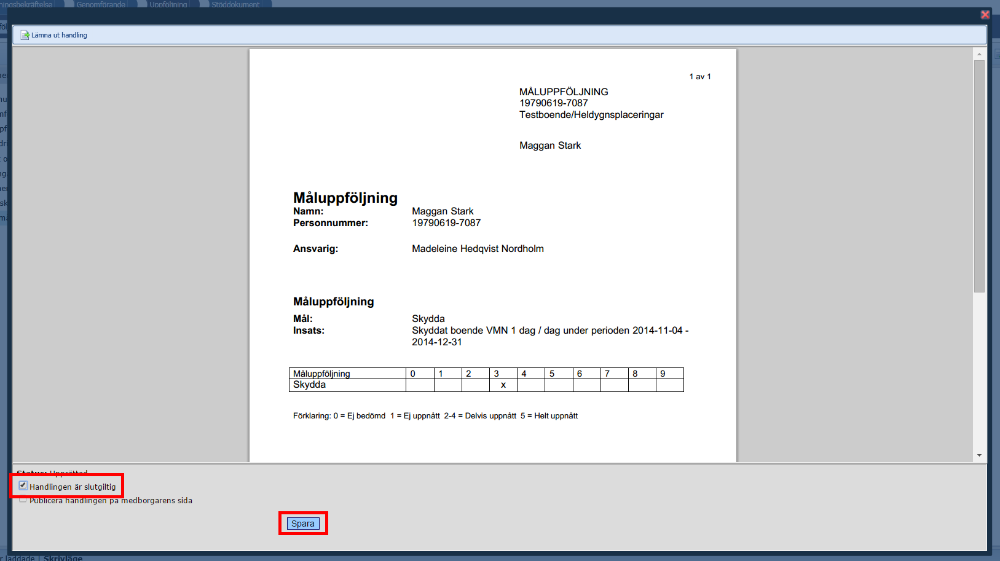 Genomförande
Uppföljning
Stöddokument
Lämna ut handling
1 av 1
MÅLUPPFÖLJNING
19790619-7087
Testboende/Heldygnsplaceringar
Maggan Stark
Måluppföljning
Namn: Maggan Stark
Personnummer: 19790619-7087
Ansvarig: Madeleine Hedqvist Nordholm
Måluppföljning
Mål: Skydda
Insats: Skyddat boende VMN 1 dag / dag under perioden 2014-11-04 -
2014-12-31
Måluppföljning 0 1 2 3 4 5 6 7 8 9
Skydda x
Förklaring: 0 = Ej bedömd 1 = Ej uppnått 2-4 = Delvis uppnått 5 = Helt uppnått
Status: Upprättad
Handlingen är slutgiltig
Publicera handlingen på medborgarens sida
Spara
laddade | Skrivläge